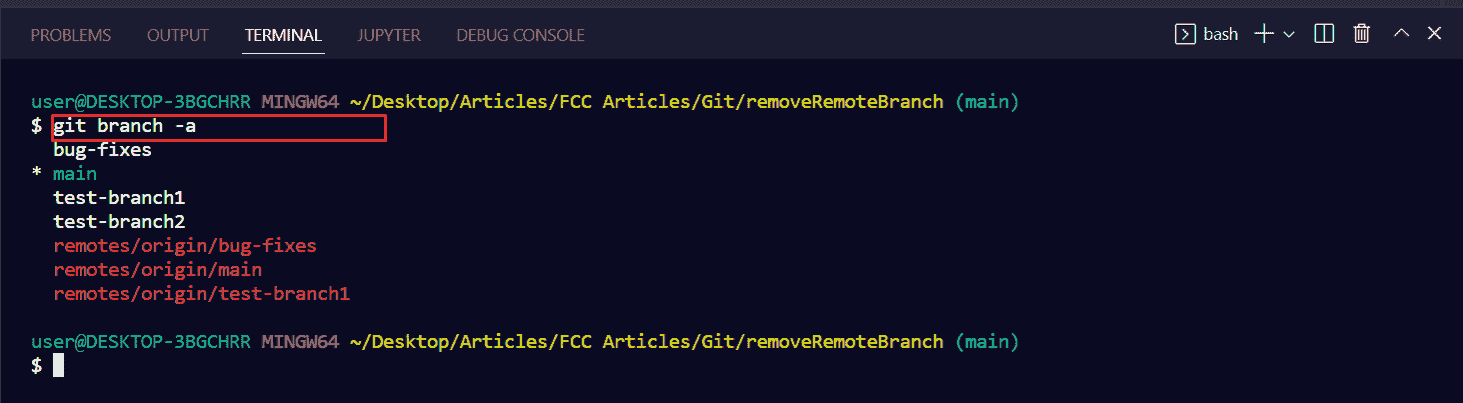 PROBLEMS OUTPUT TERMINAL JUPYTER DEBUG CONSOLE bash
user@DESKTOP-3BGCHRR MINGW64 ~/Desktop/Articles/FCC Articles/Git/removeRemoteBranch (main)
$ git branch -a
  bug-fixes
* main
  test-branch1
  test-branch2
  remotes/origin/bug-fixes
  remotes/origin/main
  remotes/origin/test-branch1
user@DESKTOP-3BGCHRR MINGW64 ~/Desktop/Articles/FCC Articles/Git/removeRemoteBranch (main)
$